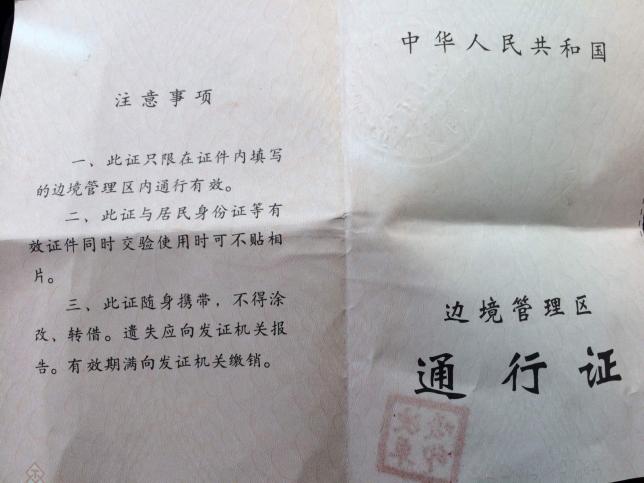 注意事项
一、此证只限在证件内填写
的边境管理区内通行有效。
二、此证与居民身份证等有
效证件同时交验使用时可不贴相
片。
三、此证随身携带，不得涂
改、转借。遗失应向发证机关报
告。有效期满向发证机关缴销。
中华人民共和国
边境管理区
通行证